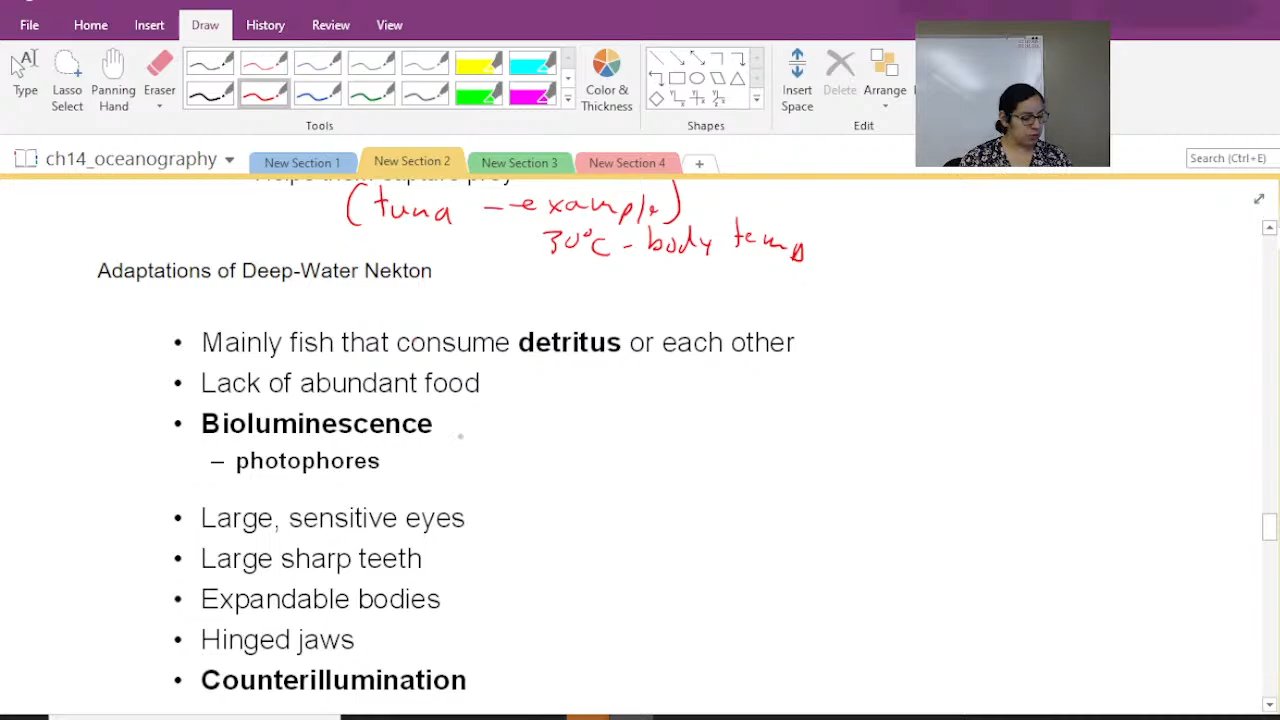 File Home Insert Draw History Review View
Type
Lasso Select
Panning Hand
Eraser
Color & Thickness
Insert Space
Delete
Arrange
Tools
Shapes
Edit
ch14_oceanography
New Section 1 New Section 2 New Section 3 New Section 4 +
Search (Ctrl+E)
(tuna - example)
30°C - body temp
Adaptations of Deep-Water Nekton
• Mainly fish that consume detritus or each other
• Lack of abundant food
• Bioluminescence
– photophores
• Large, sensitive eyes
• Large sharp teeth
• Expandable bodies
• Hinged jaws
• Counterillumination